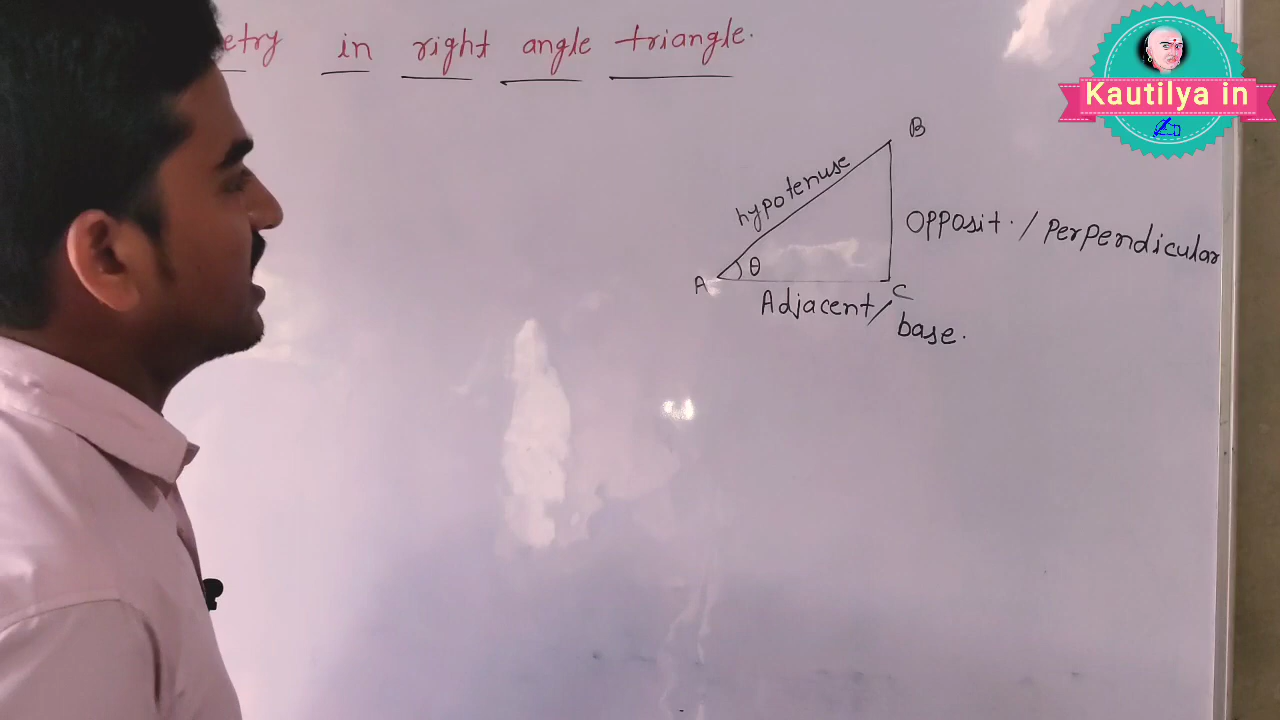 etry in right angle triangle.
Kautilya in
B
hypotenuse
Opposit. / Perpendicular
θ
A
C
Adjacent/
base.